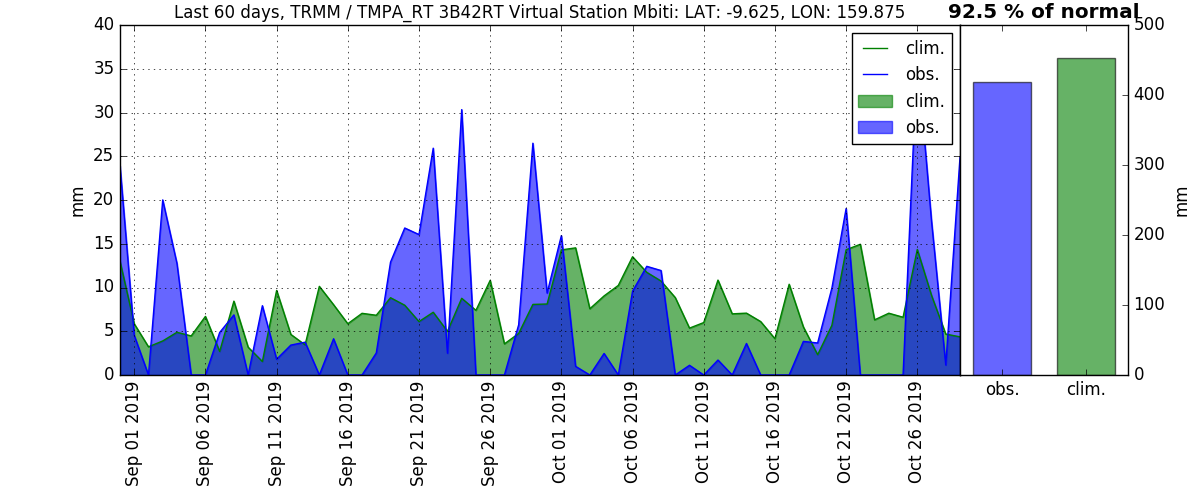 Last 60 days, TRMM / TMPA_RT 3B42RT Virtual Station Mbiti: LAT: -9.625, LON: 159.875
92.5 % of normal
mm
40
35
30
25
20
15
10
5
0
clim.
obs.
clim.
obs.
Sep 01 2019
Sep 06 2019
Sep 11 2019
Sep 16 2019
Sep 21 2019
Sep 26 2019
Oct 01 2019
Oct 06 2019
Oct 11 2019
Oct 16 2019
Oct 21 2019
Oct 26 2019
500
400
300
200
100
0
mm
obs.
clim.